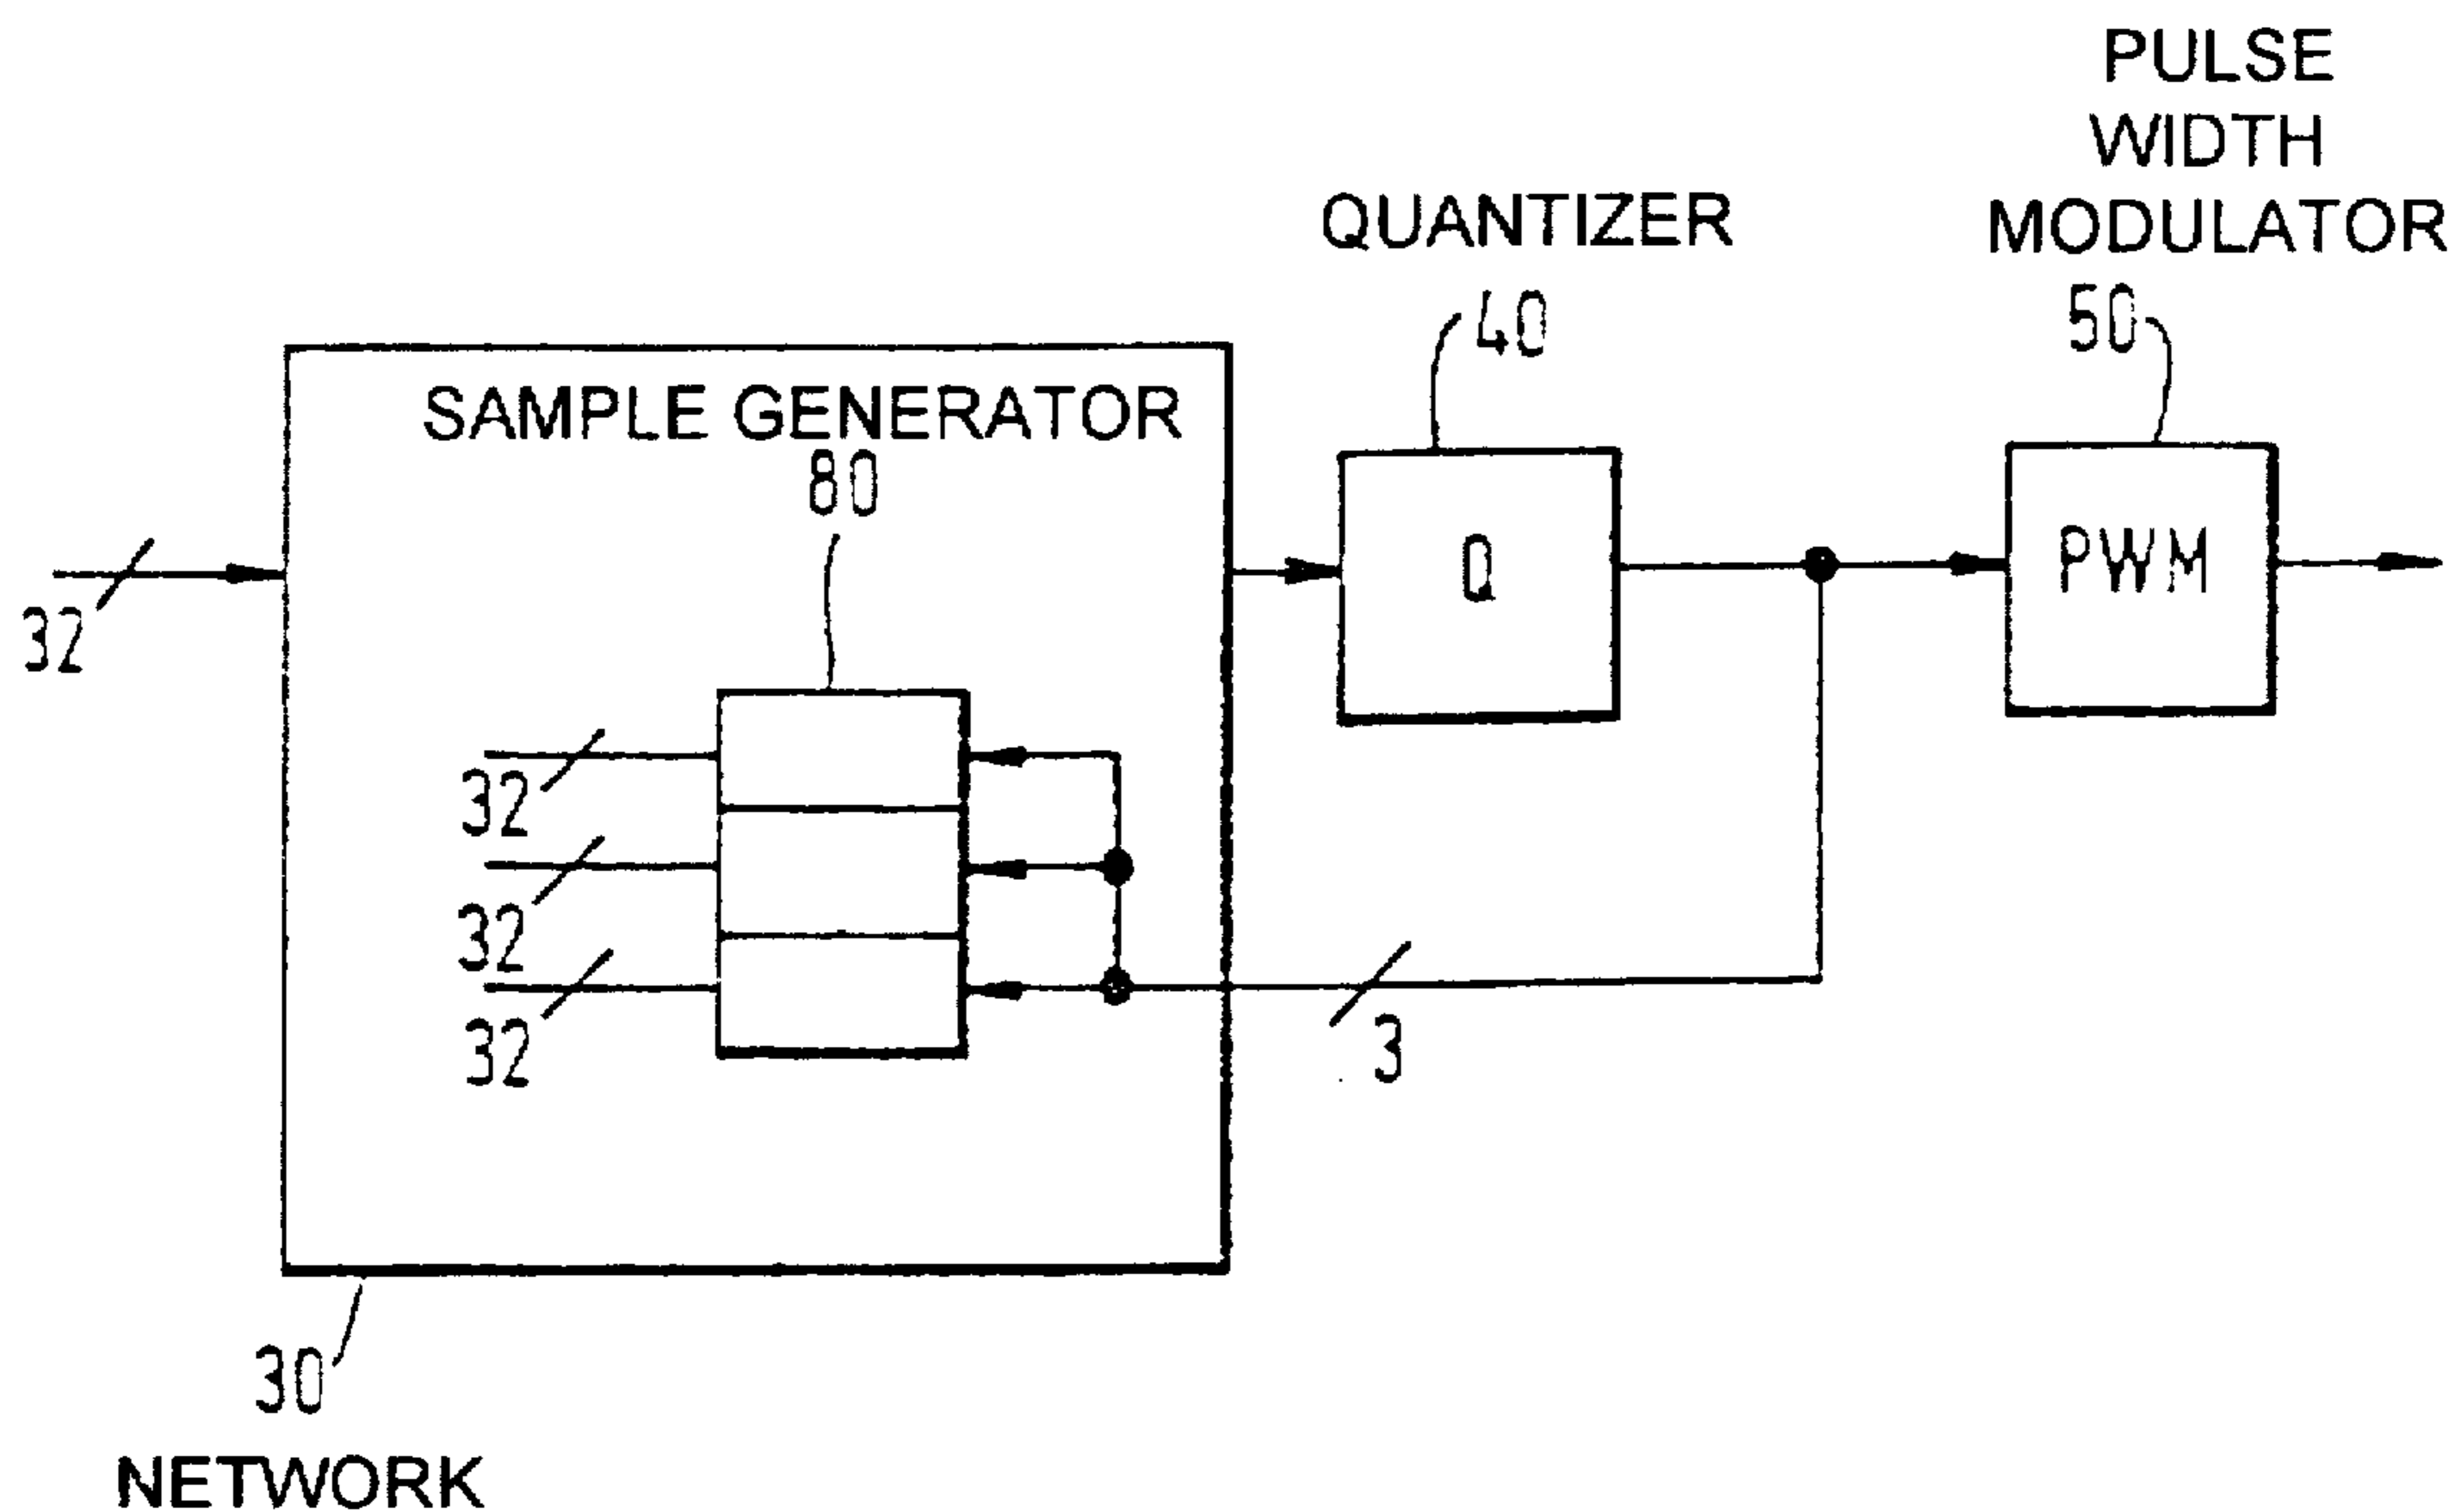 PULSE
WIDTH
MODULATOR
50
QUANTIZER
40
SAMPLE GENERATOR
80
32
Q
PWM
32
32
32
3
30
NETWORK